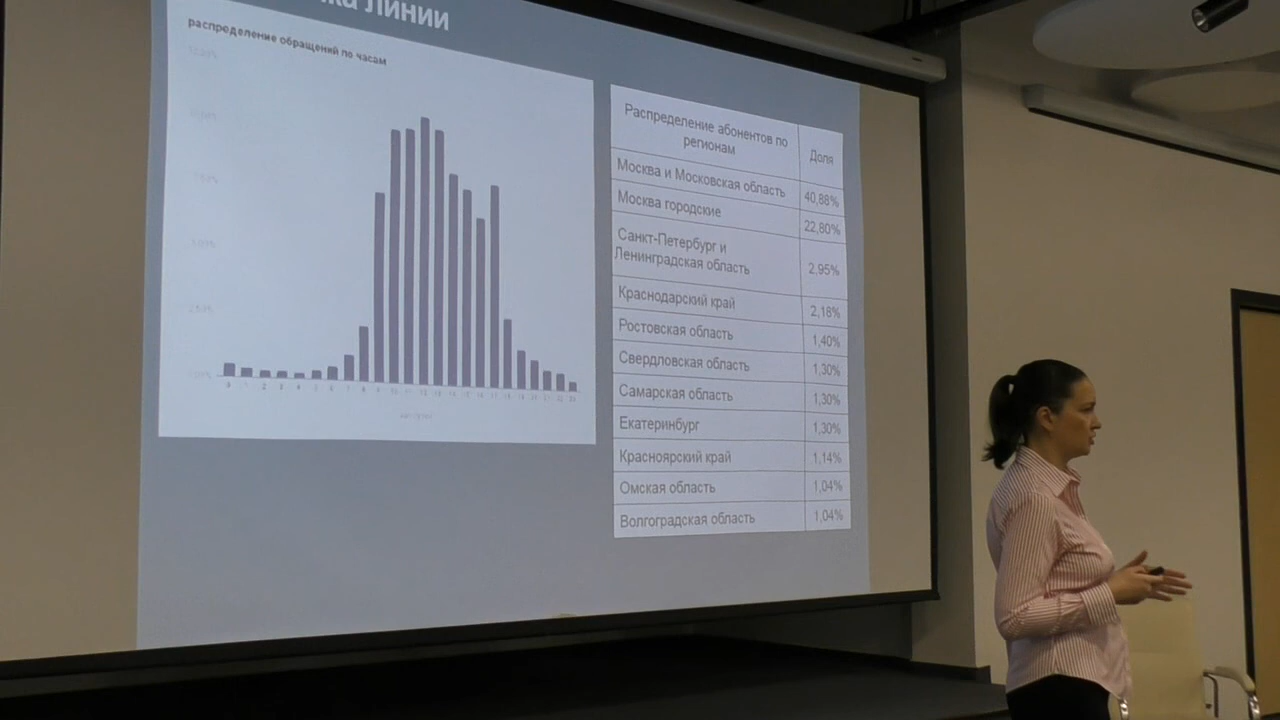 линии
распределение обращений по часам
Распределение абонентов по
регионам
Доля
Москва и Московская область
40,88%
Москва городские
22,80%
Санкт-Петербург и
Ленинградская область
2,95%
Краснодарский край
2,18%
Ростовская область
1,40%
Свердловская область
1,30%
Самарская область
1,30%
Екатеринбург
1,30%
Красноярский край
1,14%
Омская область
1,04%
Волгоградская область
1,04%